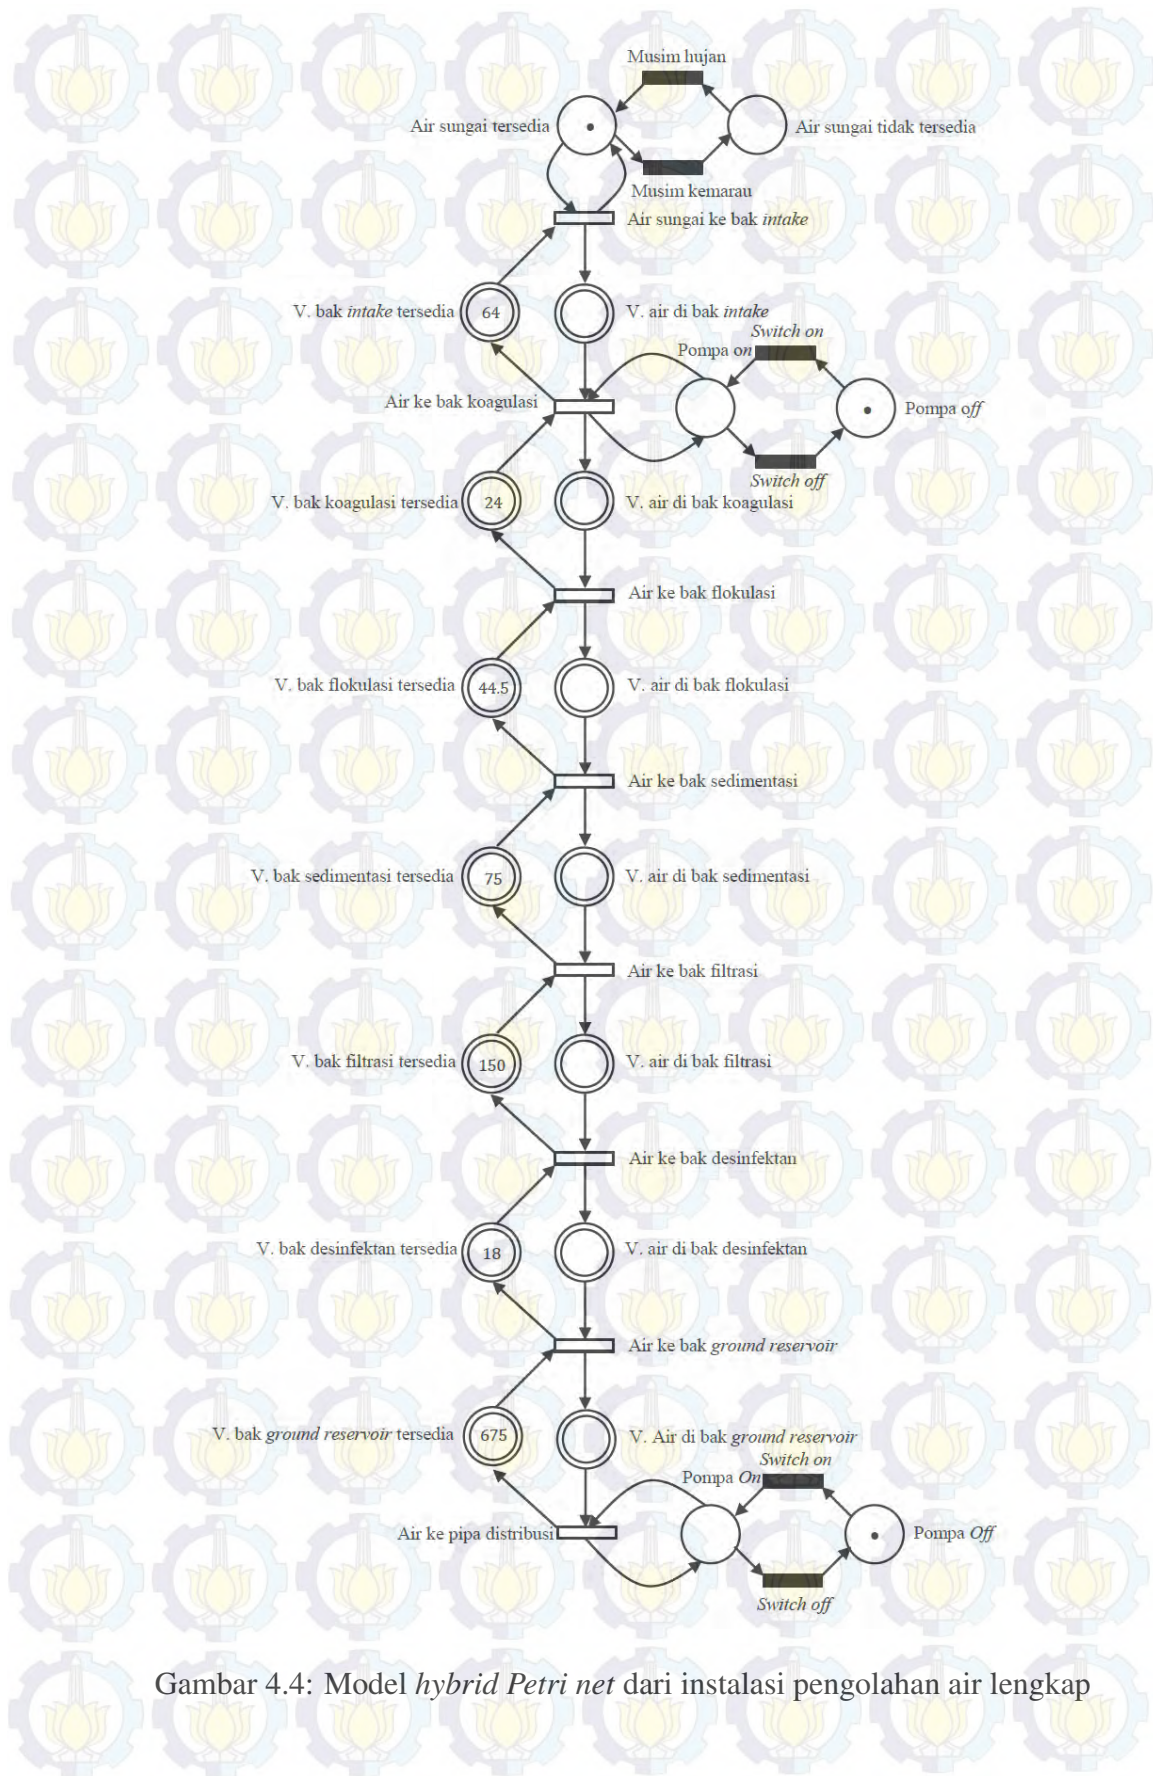 Musim hujan
Air sungai tersedia
Air sungai tidak tersedia
Musim kemarau
Air sungai ke bak intake
V. bak intake tersedia
64
V. air di bak intake
Switch on
Pompa on
Air ke bak koagulasi
Pompa off
Switch off
V. bak koagulasi tersedia
24
V. air di bak koagulasi
Air ke bak flokulasi
V. bak flokulasi tersedia
44.5
V. air di bak flokulasi
Air ke bak sedimentasi
V. bak sedimentasi tersedia
75
V. air di bak sedimentasi
Air ke bak filtrasi
V. bak filtrasi tersedia
150
V. air di bak filtrasi
Air ke bak desinfektan
V. bak desinfektan tersedia
18
V. air di bak desinfektan
Air ke bak ground reservoir
V. bak ground reservoir tersedia
675
V. Air di bak ground reservoir
Switch on
Pompa On
Air ke pipa distribusi
Pompa Off
Switch off
Gambar 4.4: Model hybrid Petri net dari instalasi pengolahan air lengkap